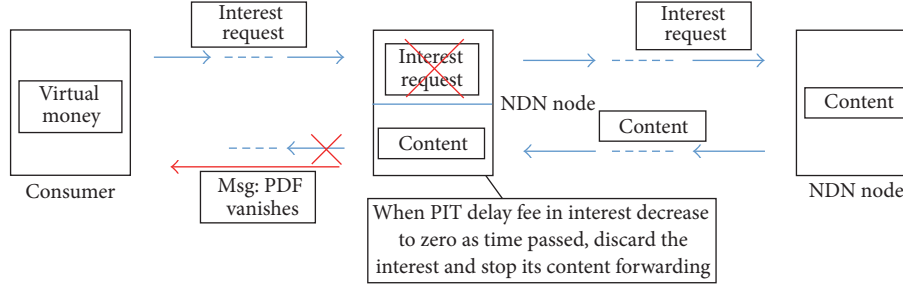 Interest
request
Interest
request
Virtual
money
Interest
request
NDN node
Content
Content
Content
Consumer
Msg: PDF
vanishes
NDN node
When PIT delay fee in interest decrease
to zero as time passed, discard the
interest and stop its content forwarding